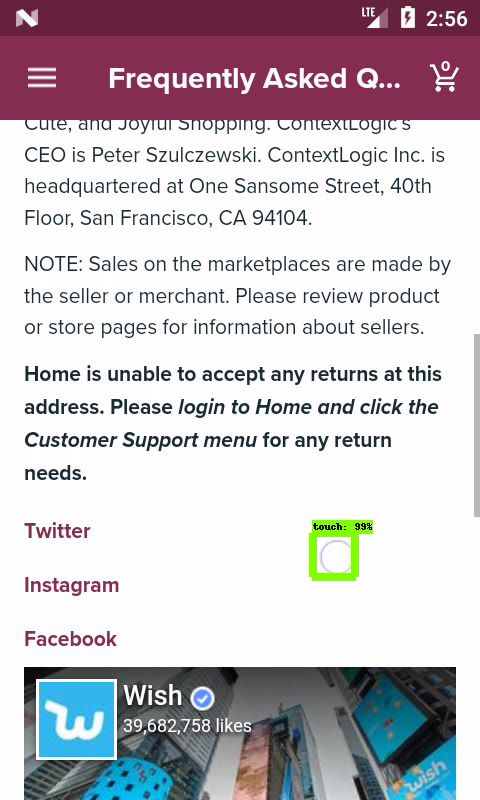 LTE 2:56
Frequently Asked Q...
0
Cute, and Joyful Shopping. ContextLogic's
CEO is Peter Szulczewski. ContextLogic Inc. is
headquartered at One Sansome Street, 40th
Floor, San Francisco, CA 94104.
NOTE: Sales on the marketplaces are made by
the seller or merchant. Please review product
or store pages for information about sellers.
Home is unable to accept any returns at this
address. Please login to Home and click the
Customer Support menu for any return
needs.
touch: 99%
Twitter
Instagram
Facebook
Wish
39,682,758 likes
wish